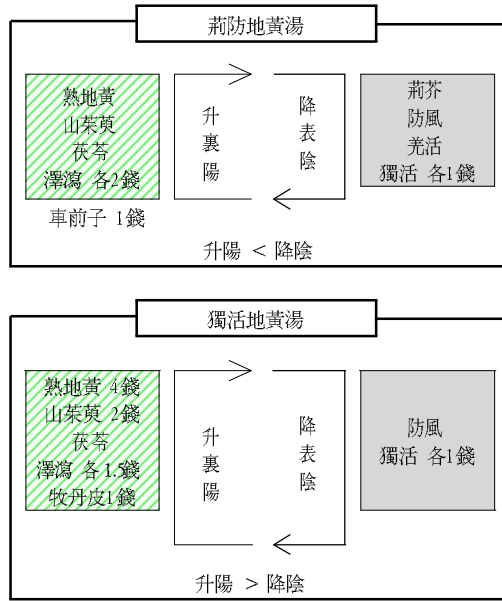 荊防地黃湯
熟地黃
山茱萸
茯苓
澤瀉 各2錢
車前子 1錢
升裏陽
降表陰
荊芥
防風
羌活
獨活 各1錢
升陽 < 降陰
獨活地黃湯
熟地黃 4錢
山茱萸 2錢
茯苓
澤瀉 各1.5錢
牧丹皮1錢
升裏陽
降表陰
防風
獨活 各1錢
升陽 > 降陰